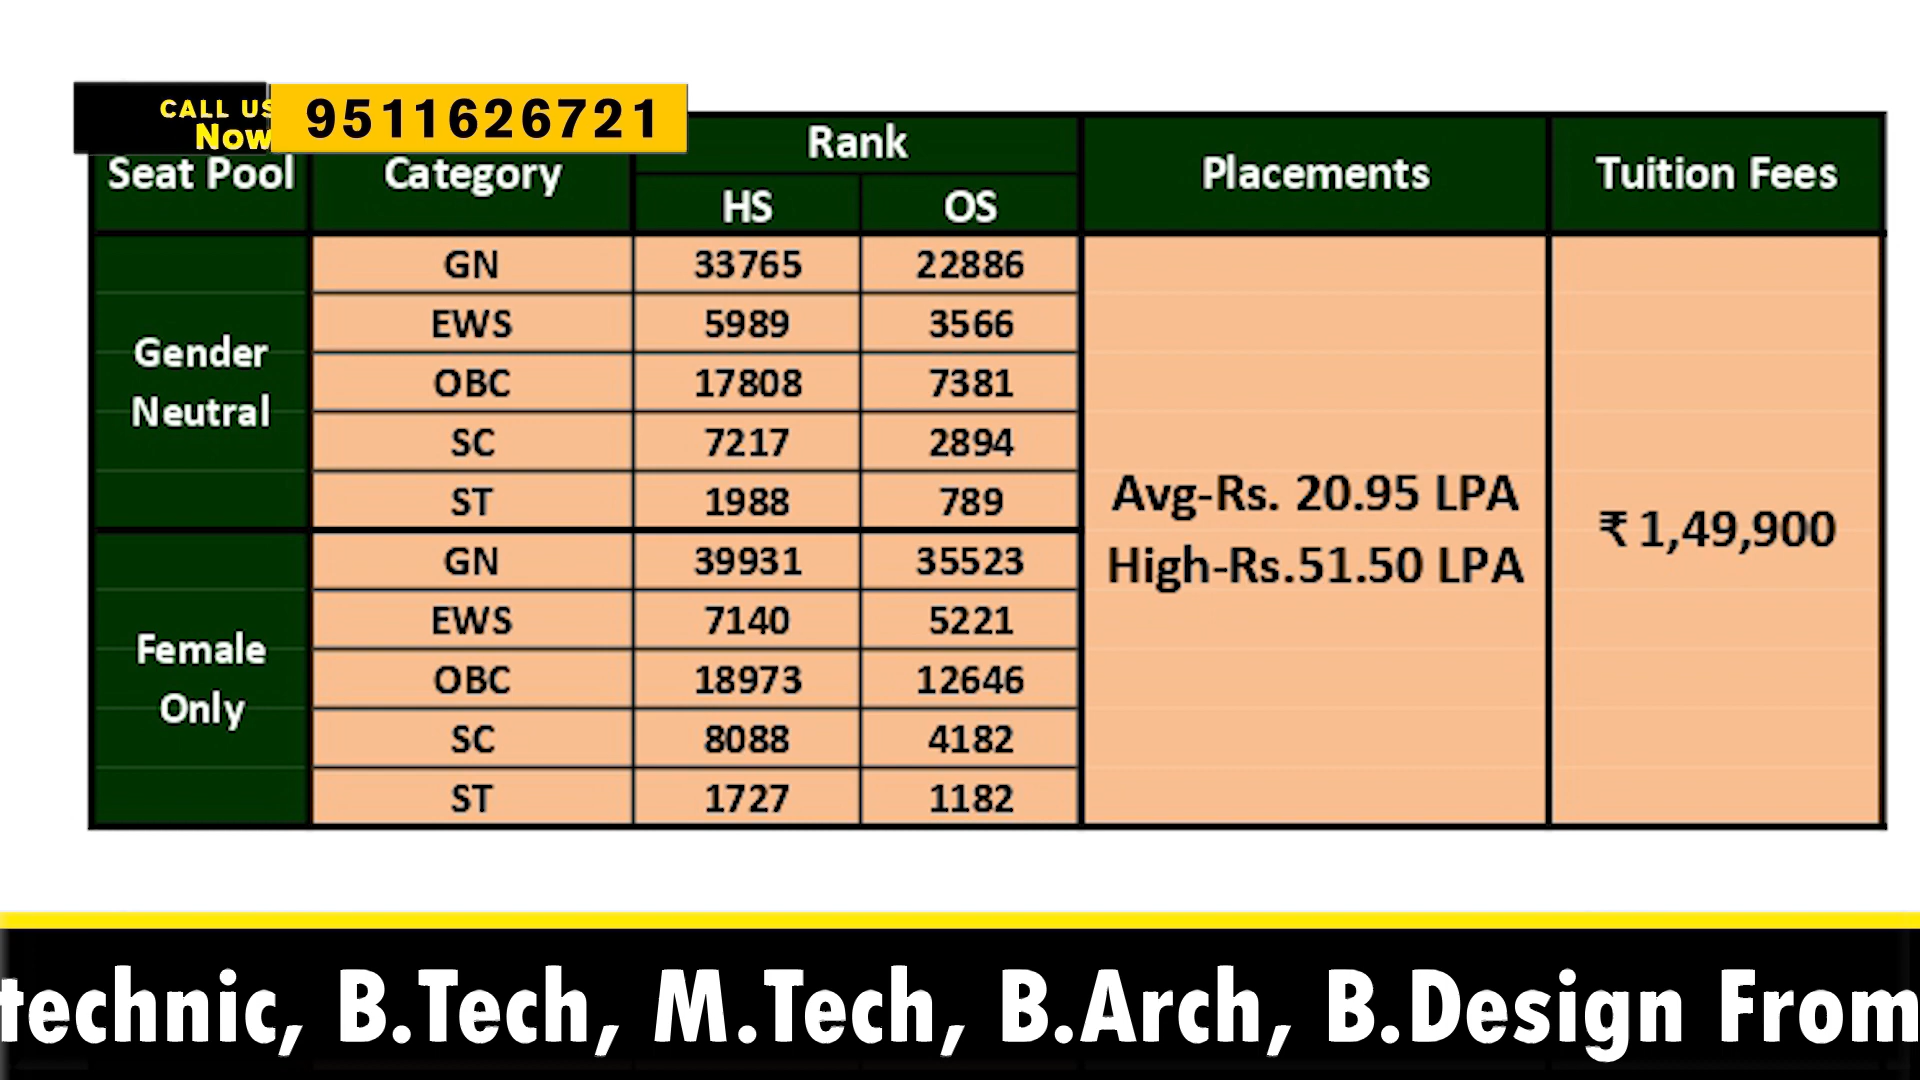 CALL US
Now
9511626721
Seat Pool Category Rank Placements Tuition Fees
HS OS
Gender
Neutral
GN 33765 22886
EWS 5989 3566
OBC 17808 7381
SC 7217 2894
ST 1988 789
Female
Only
GN 39931 35523
EWS 7140 5221
OBC 18973 12646
SC 8088 4182
ST 1727 1182
Avg-Rs. 20.95 LPA
High-Rs.51.50 LPA
₹ 1,49,900
technic, B.Tech, M.Tech, B.Arch, B.Design From